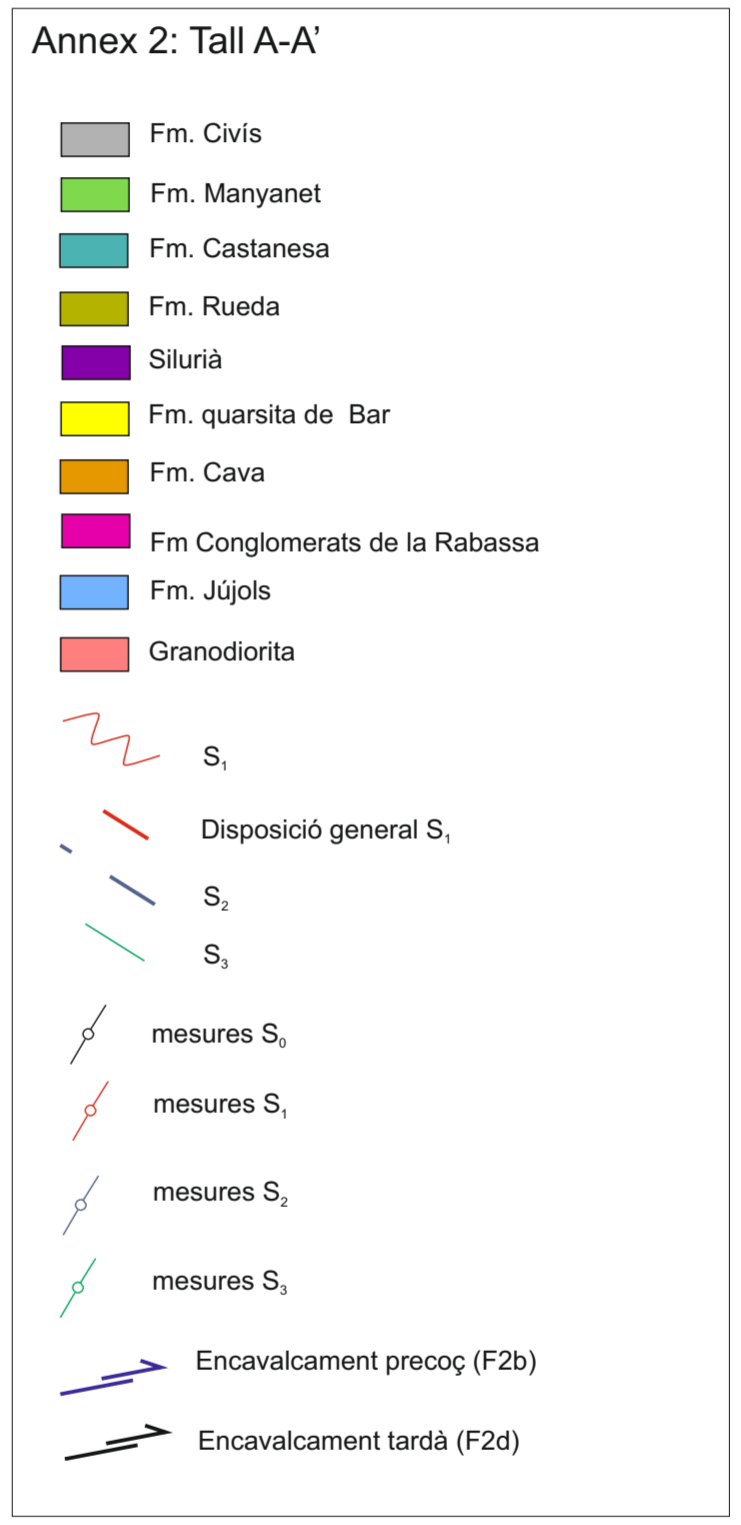 Annex 2: Tall A-A'
Fm. Civís
Fm. Manyanet
Fm. Castanesa
Fm. Rueda
Silurià
Fm. quarsita de  Bar
Fm. Cava
Fm Conglomerats de la Rabassa
Fm. Jújols
Granodiorita
S₁
Disposició general S₁
S₂
S₃
mesures S₀
mesures S₁
mesures S₂
mesures S₃
Encavalcament precoç (F2b)
Encavalcament tardà (F2d)